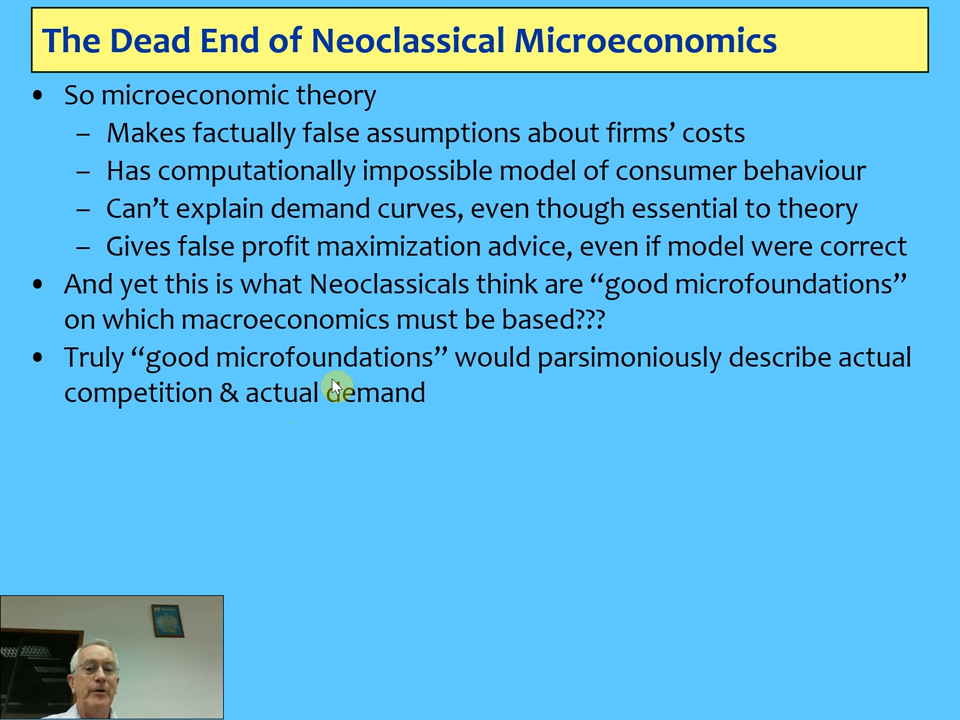 The Dead End of Neoclassical Microeconomics
• So microeconomic theory
– Makes factually false assumptions about firms’ costs
– Has computationally impossible model of consumer behaviour
– Can’t explain demand curves, even though essential to theory
– Gives false profit maximization advice, even if model were correct
• And yet this is what Neoclassicals think are “good microfoundations”
on which macroeconomics must be based???
• Truly “good microfoundations” would parsimoniously describe actual
competition & actual demand